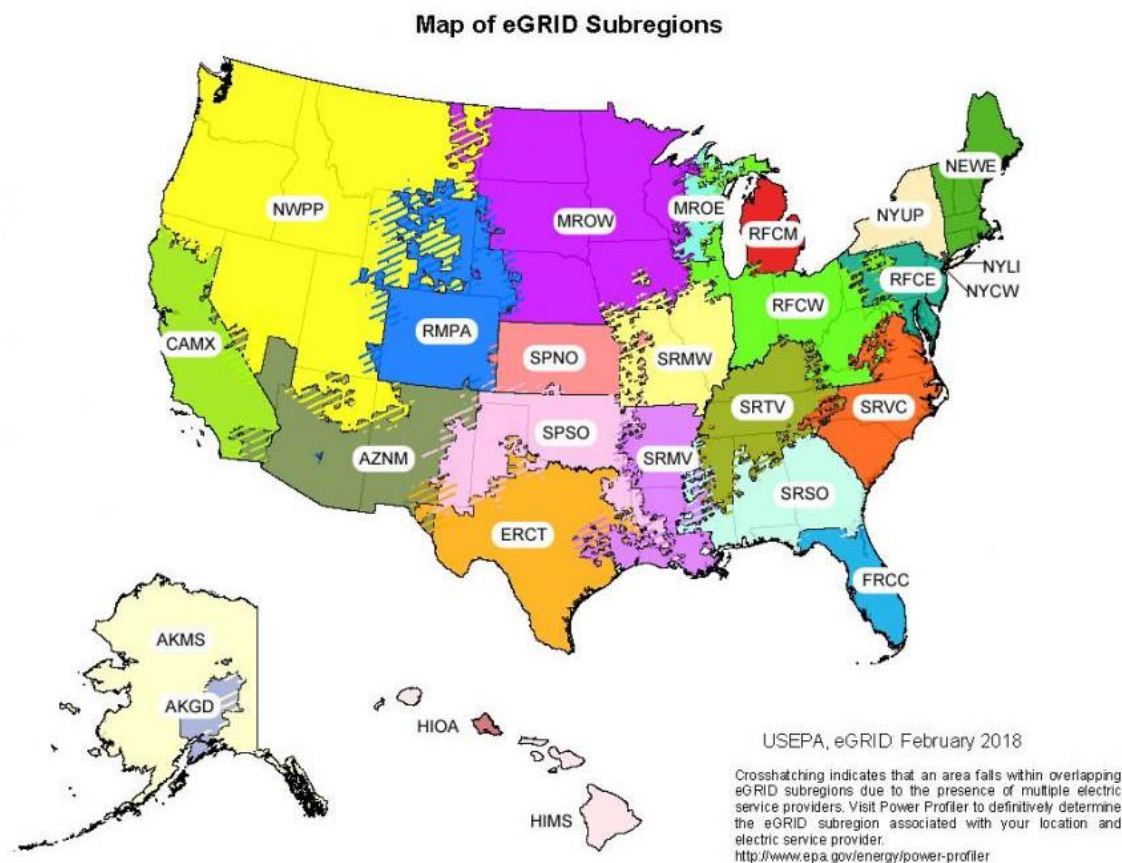 Map of eGRID Subregions
NWPP
MROW
MROE
RFCM
NEWE
NYUP
NYLI
NYCW
RFCE
RFCW
CAMX
RMPA
SPNO
SRMW
SRTV
SRVC
AZNM
SPSO
SRMV
SRSO
ERCT
FRCC
AKMS
AKGD
HIOA
HIMS
USEPA, eGRID February 2018
Crosshatching indicates that an area falls within overlapping
eGRID subregions due to the presence of multiple electric
service providers. Visit Power Profiler to definitively determine
the eGRID subregion associated with your location and
electric service provider.
http://www.epa.gov/energy/power-profiler